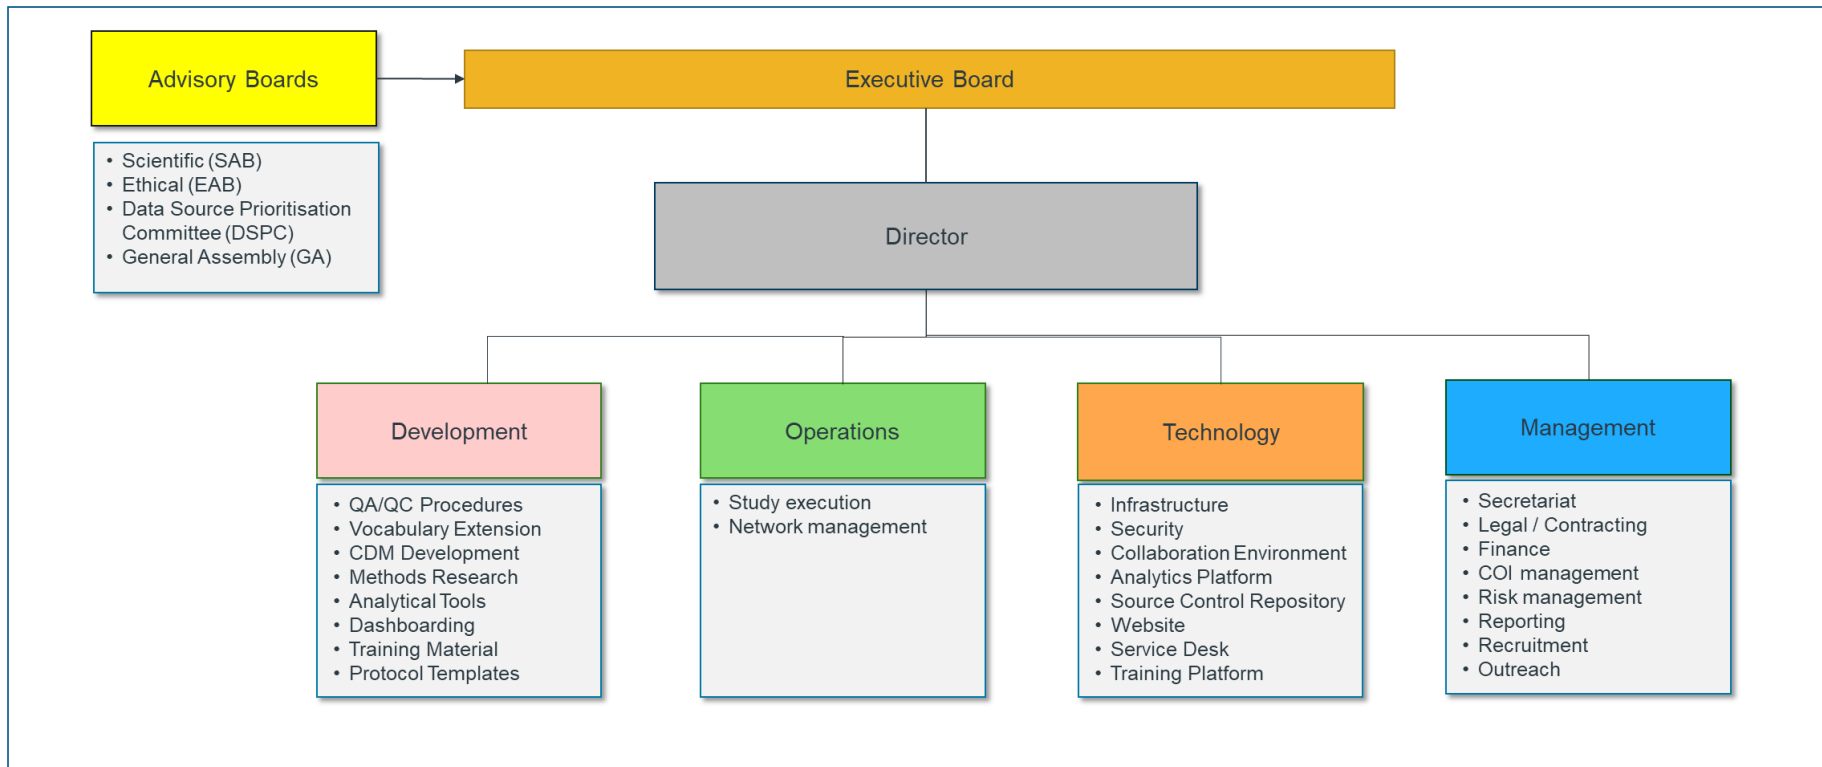 Advisory Boards
Executive Board
• Scientific (SAB)
• Ethical (EAB)
• Data Source Prioritisation
Committee (DSPC)
• General Assembly (GA)
Director
Development
• QA/QC Procedures
• Vocabulary Extension
• CDM Development
• Methods Research
• Analytical Tools
• Dashboarding
• Training Material
• Protocol Templates
Operations
• Study execution
• Network management
Technology
• Infrastructure
• Security
• Collaboration Environment
• Analytics Platform
• Source Control Repository
• Website
• Service Desk
• Training Platform
Management
• Secretariat
• Legal / Contracting
• Finance
• COI management
• Risk management
• Reporting
• Recruitment
• Outreach